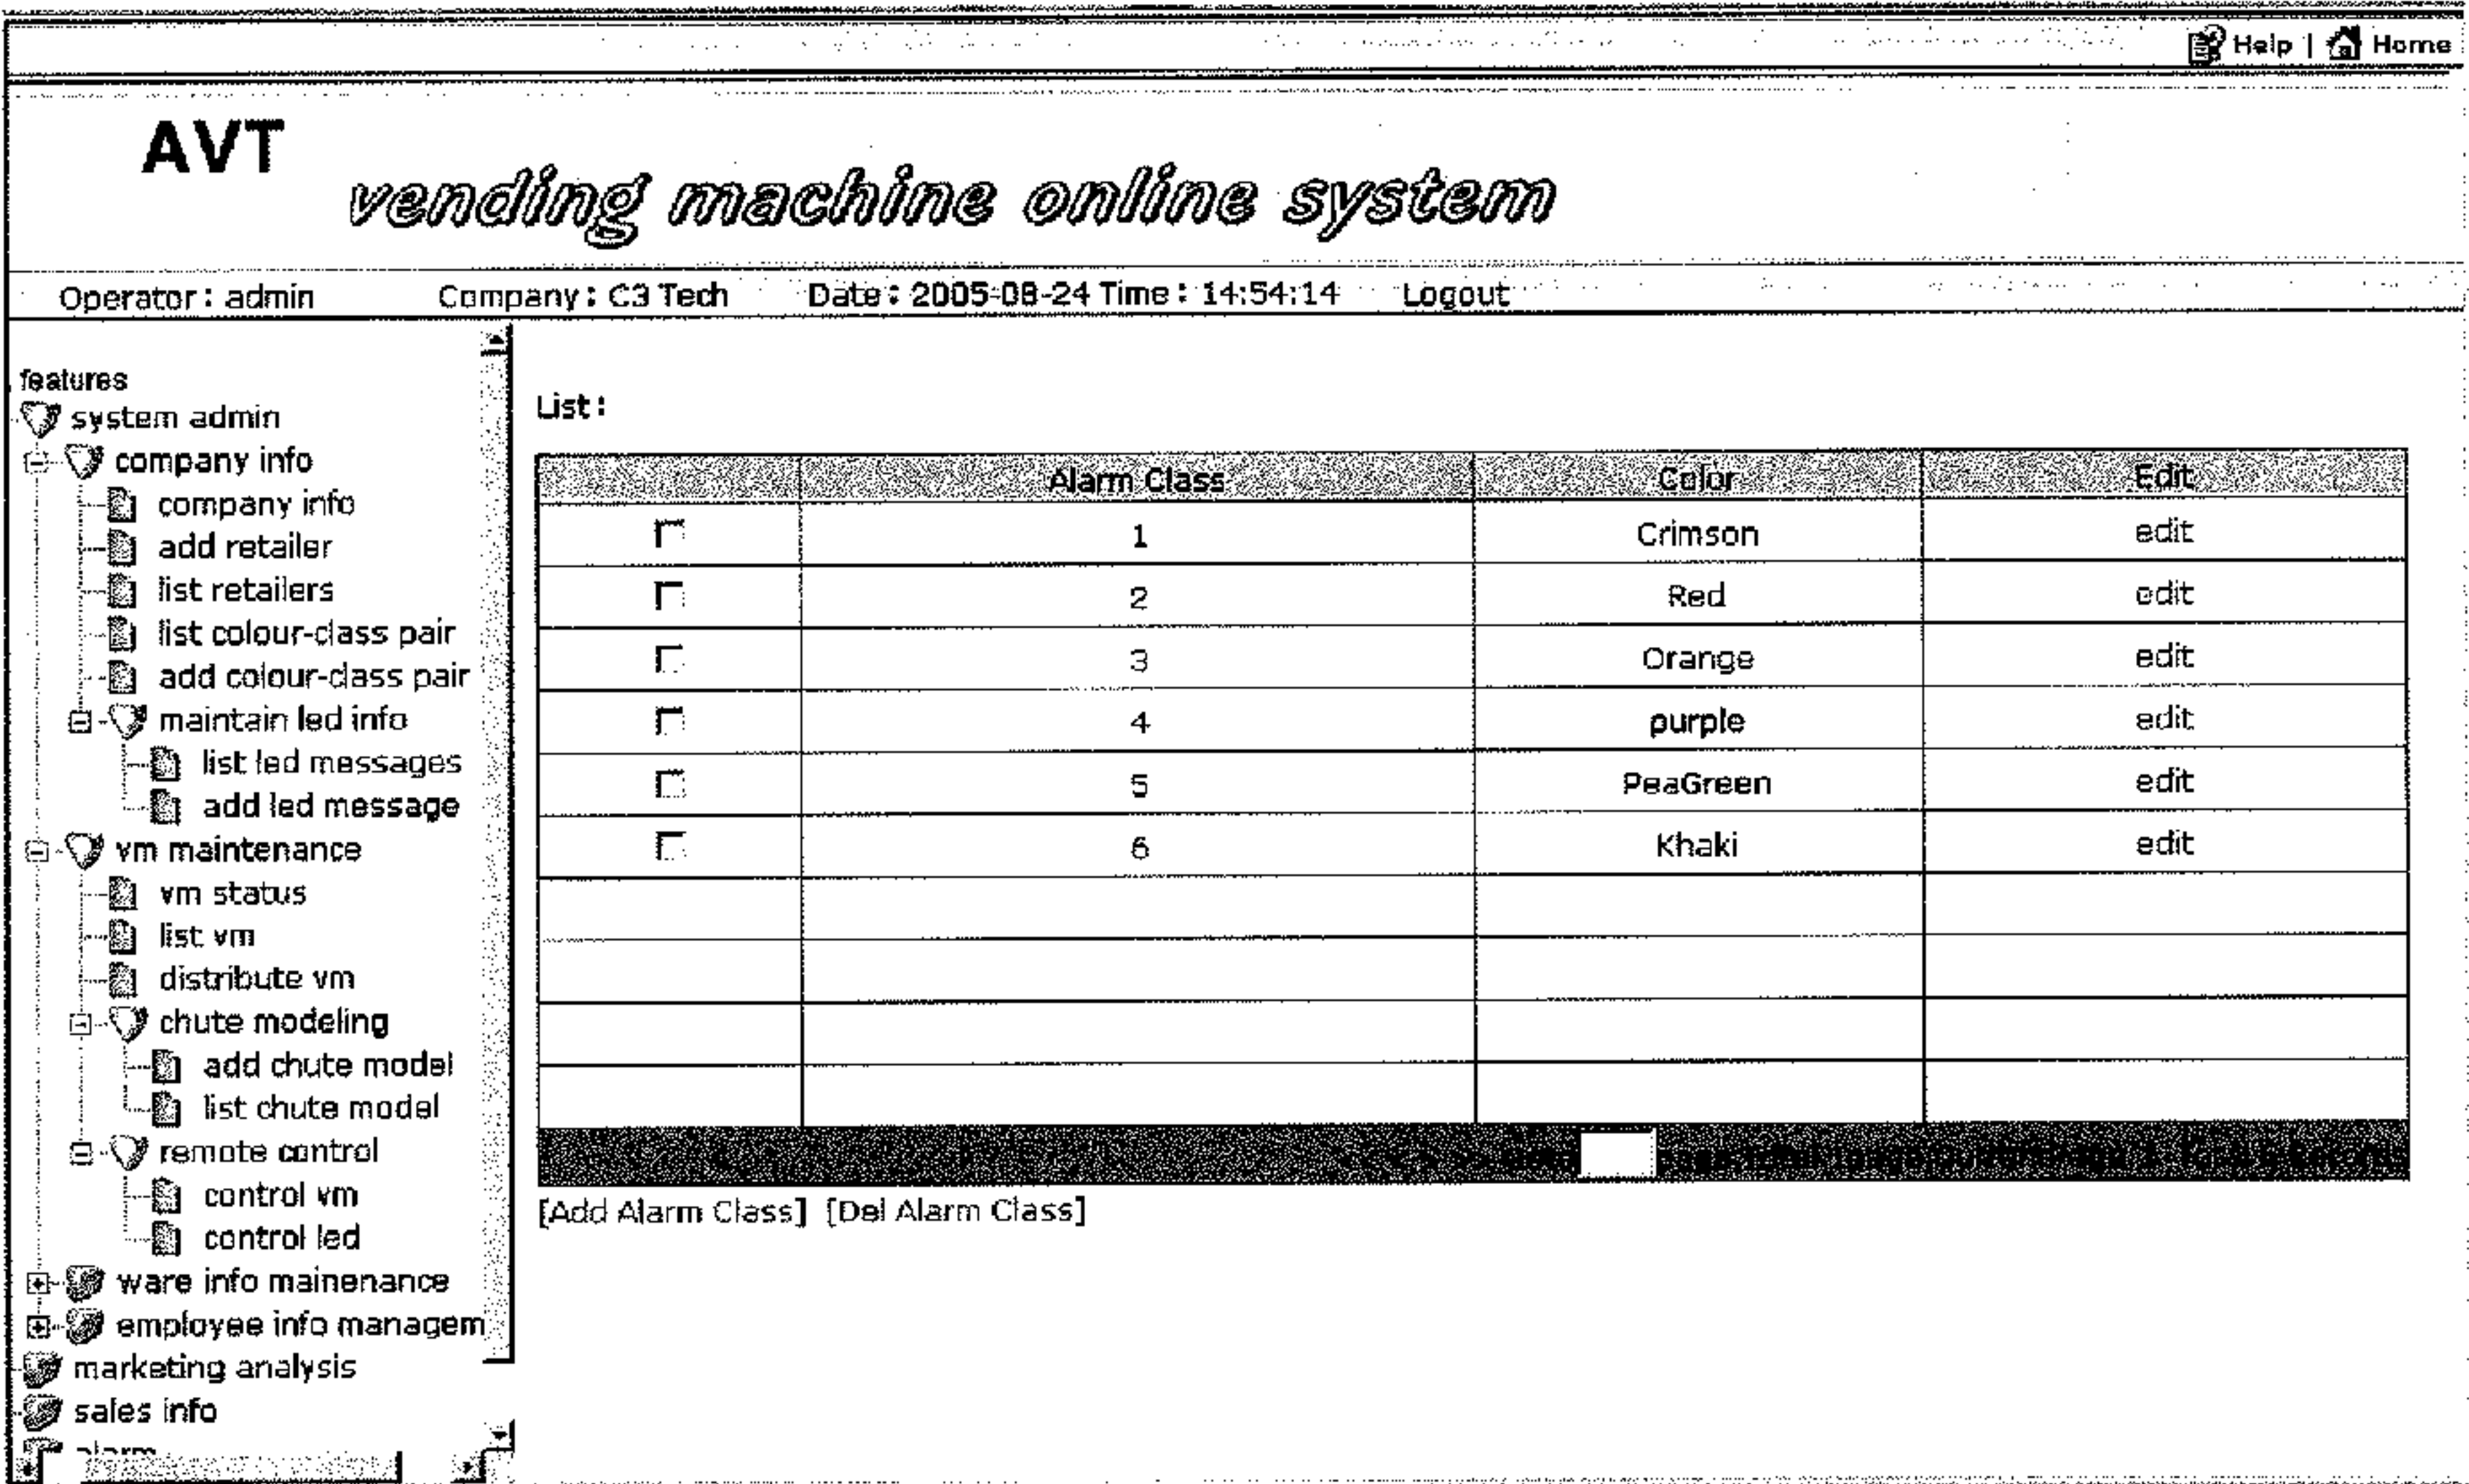 Help | Home
AVT
vending machine online system
Operator: admin Company: C3 Tech Date: 2005-08-24 Time: 14:54:14 Logout
features
system admin
company info
company info
add retailer
list retailers
list colour-class pair
add colour-class pair
maintain led info
list led messages
add led message
vm maintenance
vm status
list vm
distribute vm
chute modeling
add chute model
list chute model
remote control
control vm
control led
ware info mainenance
employee info managem
marketing analysis
sales info
alarm
List:
Alarm Class Color Edit
1 Crimson edit
2 Red edit
3 Orange edit
4 purple edit
5 PeaGreen edit
6 Khaki edit
[Add Alarm Class] [Del Alarm Class]